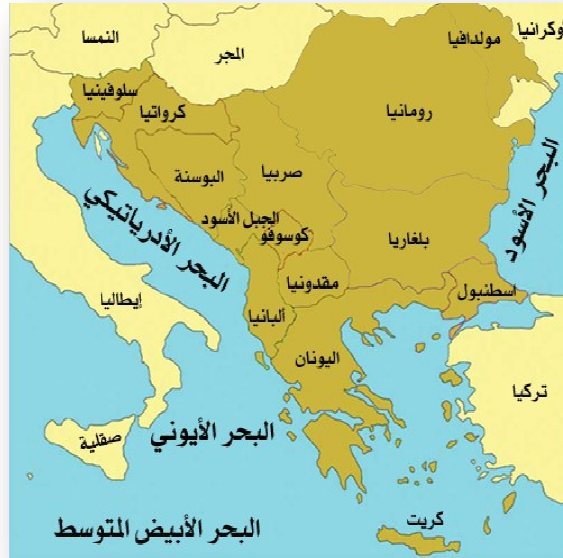 النمسا
المجر
مولدافيا
أوكرانيا
سلوفينيا
كرواتيا
رومانيا
البوسنة
صربيا
البحر الأسود
الجبل الأسود
كوسوفو
بلغاريا
البحر الأدرياتيكي
مقدونيا
اسطنبول
إيطاليا
ألبانيا
اليونان
تركيا
صقلية
البحر الأيوني
كريت
البحر الأبيض المتوسط